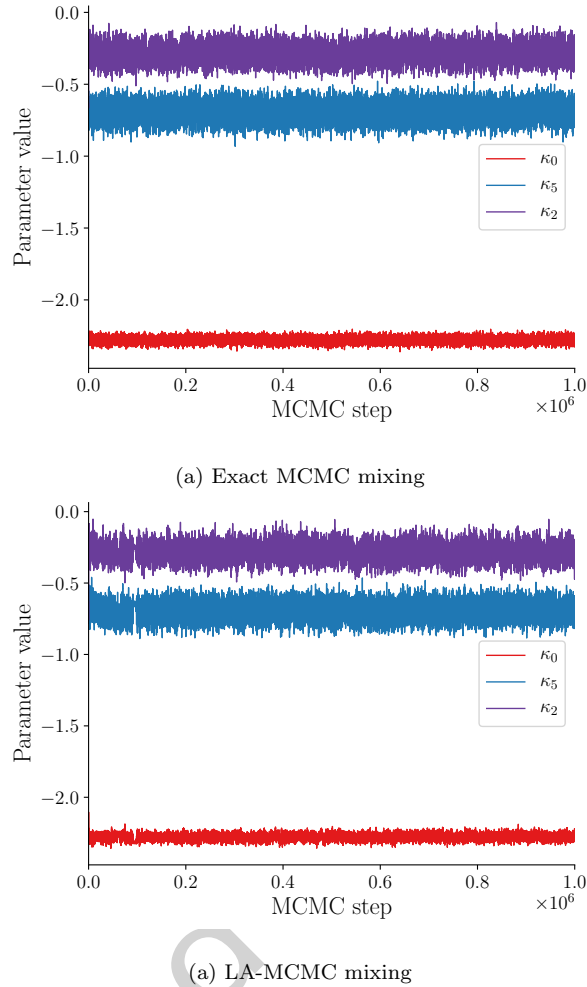 0.0
−0.5
−1.0
−1.5
−2.0
Parameter value
κ0
κ5
κ2
0.0 0.2 0.4 0.6 0.8 1.0
MCMC step ×10^6
(a) Exact MCMC mixing
0.0
−0.5
−1.0
−1.5
−2.0
Parameter value
κ0
κ5
κ2
0.0 0.2 0.4 0.6 0.8 1.0
MCMC step ×10^6
(a) LA-MCMC mixing